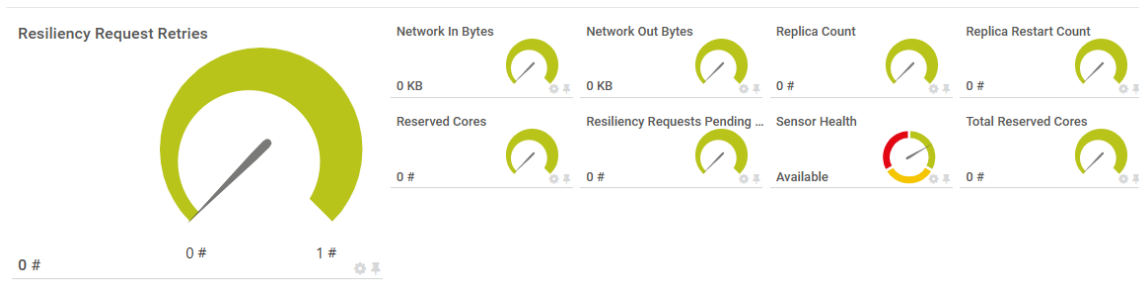 Resiliency Request Retries
0 #
1 #
0 #
Network In Bytes
0 KB
Network Out Bytes
0 KB
Replica Count
0 #
Replica Restart Count
0 #
Reserved Cores
0 #
Resiliency Requests Pending ...
0 #
Sensor Health
Available
Total Reserved Cores
0 #